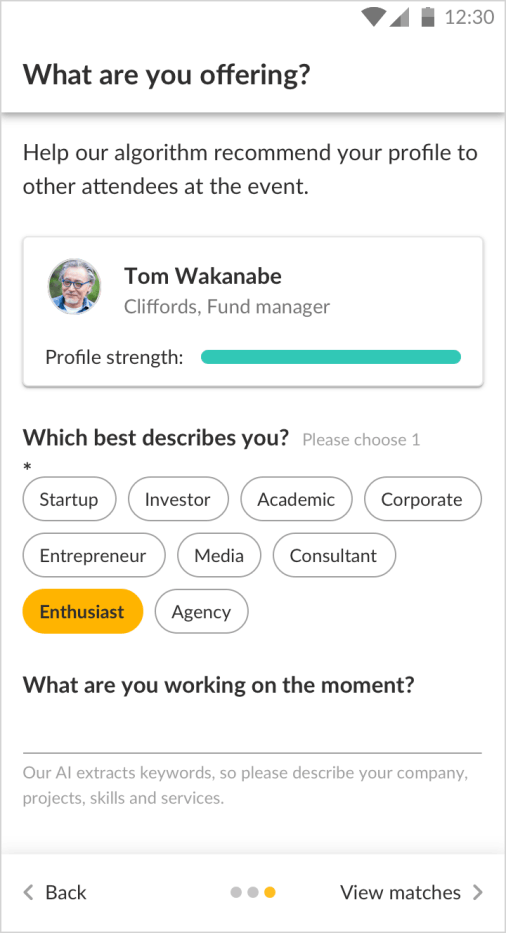 12:30
What are you offering?
Help our algorithm recommend your profile to
other attendees at the event.
Tom Wakanabe
Cliffords, Fund manager
Profile strength:
Which best describes you? Please choose 1
*
Startup Investor Academic Corporate
Entrepreneur Media Consultant
Enthusiast Agency
What are you working on the moment?
Our AI extracts keywords, so please describe your company,
projects, skills and services.
Back View matches